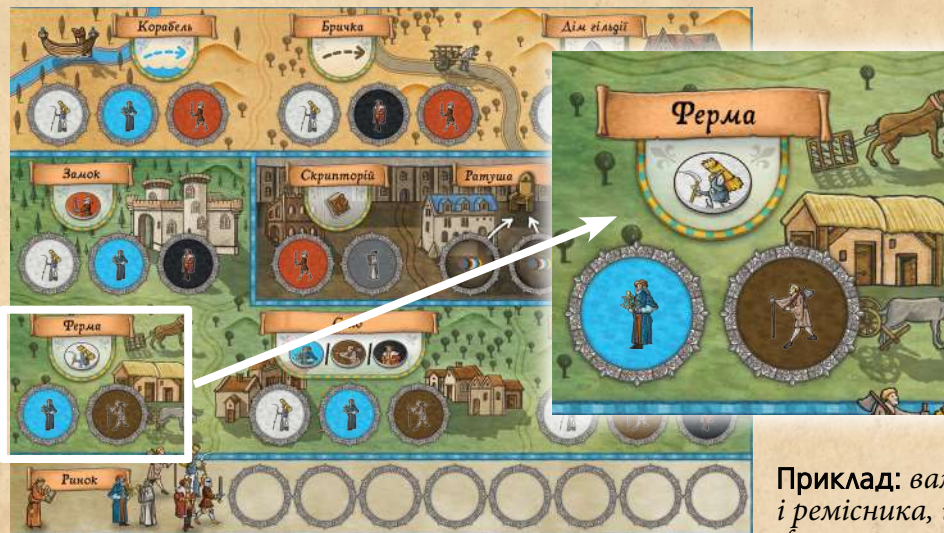 Корабель
Бричка
Дім гільдії
Ферма
Замок
Скрипторій
Ратуша
Ферма
Ринок
Приклад:
і ремісника,